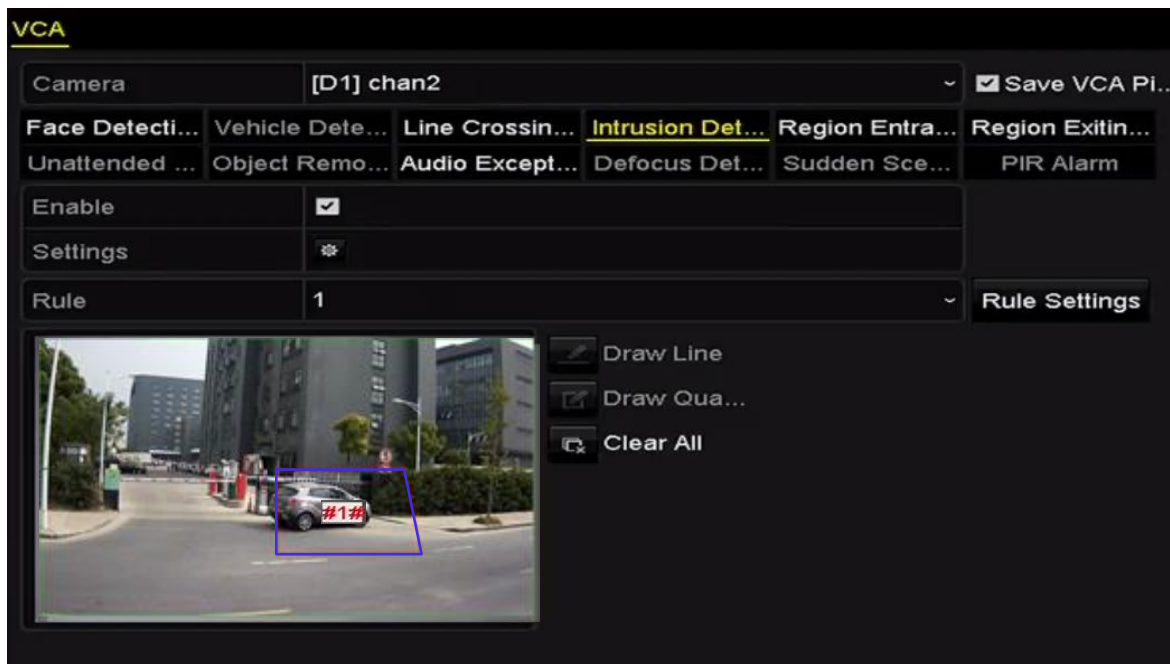 VCA
Camera [D1] chan2 Save VCA Pi...
Face Detecti... Vehicle Dete... Line Crossin... Intrusion Det... Region Entra... Region Exitin...
Unattended ... Object Remo... Audio Except... Defocus Det... Sudden Sce... PIR Alarm
Enable
Settings
Rule 1 Rule Settings
Draw Line
Draw Qua...
Clear All
#1#